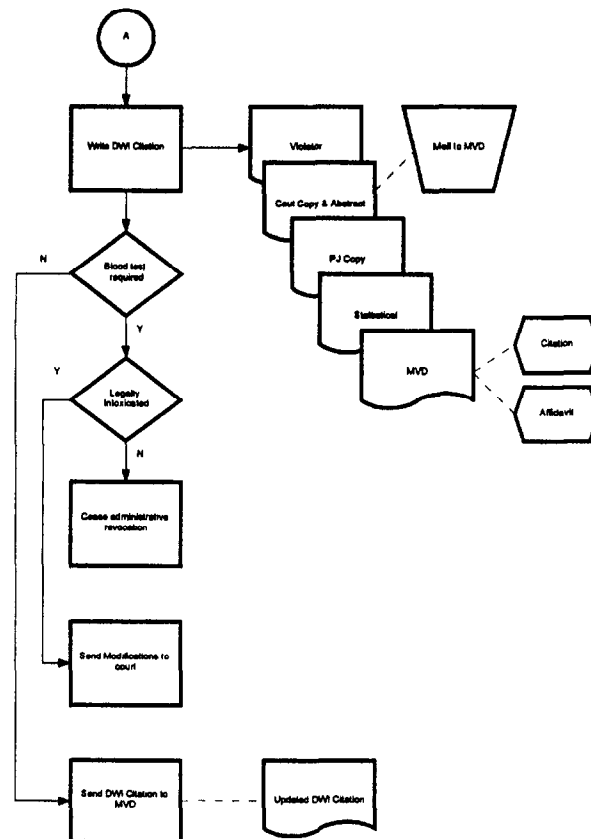 A
Write DWI Citation
Violator
Mail to MVD
Cout Copy & Abstract
PJ Copy
Statistical
MVD
Citation
Affidavit
N
Blood test
required
Y
Y
Legally
Intoxicated
N
Cease administrative
revocation
Send Modifications to
court
Send DWI Citation to
MVD
Updated DWI Citation